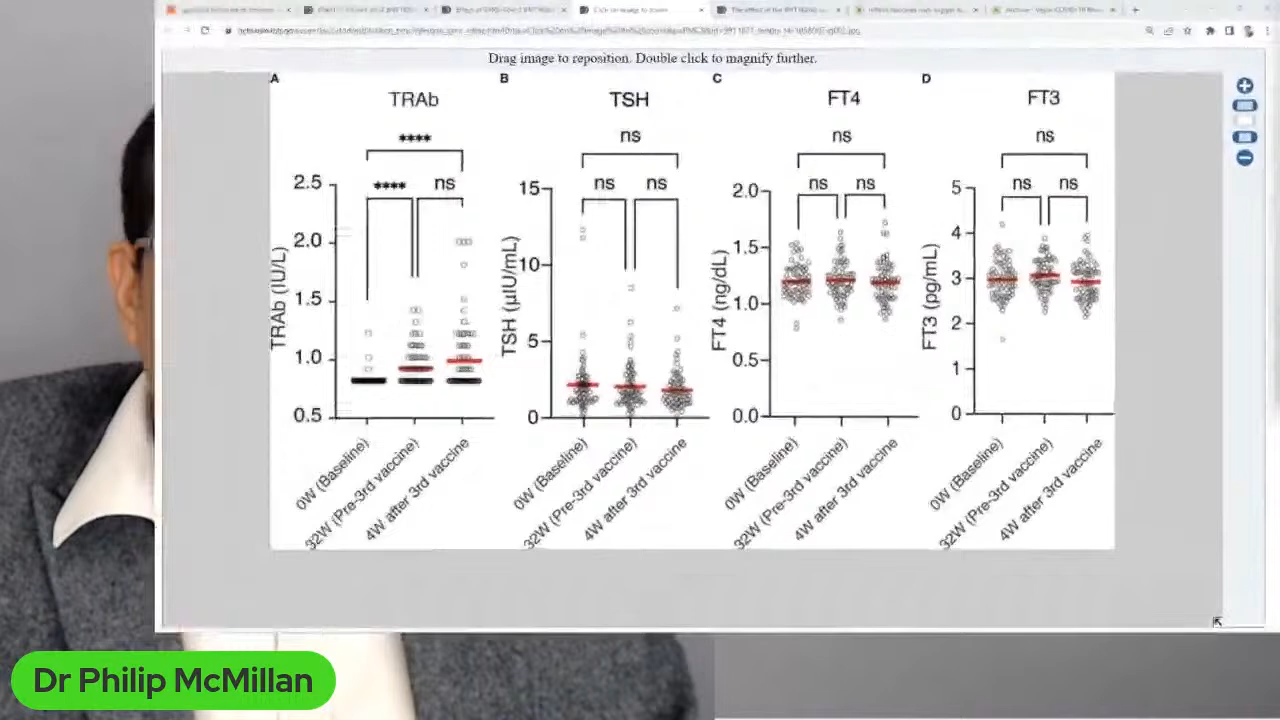 Drag image to reposition. Double click to magnify further.
A
TRAb
****
**** ns
TRAb (IU/L)
2.5
2.0
1.5
1.0
0.5
0W (Baseline)
32W (Pre-3rd vaccine)
4W after 3rd vaccine
B
TSH
ns
ns ns
TSH (µIU/mL)
15
10
5
0
0W (Baseline)
32W (Pre-3rd vaccine)
4W after 3rd vaccine
C
FT4
ns
ns ns
FT4 (ng/dL)
2.0
1.5
1.0
0.5
0.0
0W (Baseline)
32W (Pre-3rd vaccine)
4W after 3rd vaccine
D
FT3
ns
ns ns
FT3 (pg/mL)
5
4
3
2
1
0
0W (Baseline)
32W (Pre-3rd vaccine)
4W after 3rd vaccine
Dr Philip McMillan